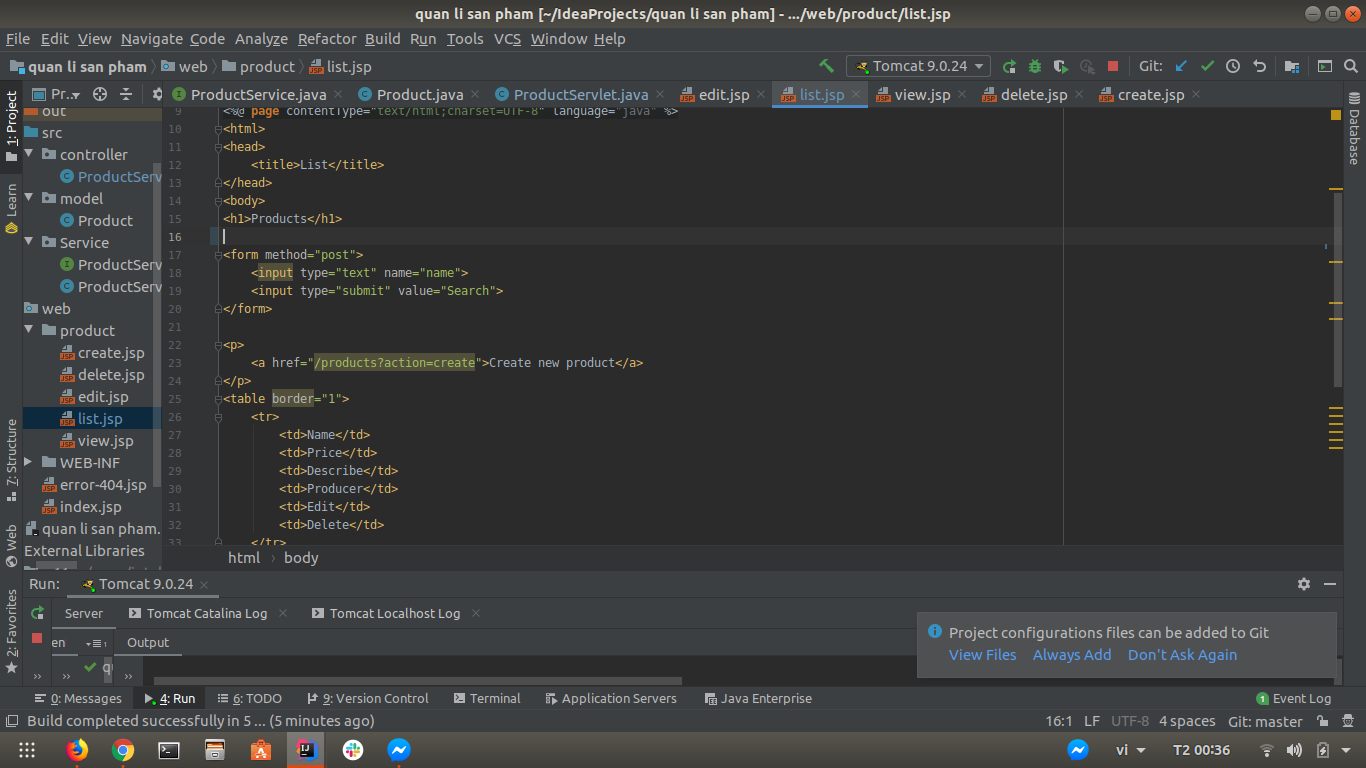 quan li san pham [~/IdeaProjects/quan li san pham] - .../web/product/list.jsp
File Edit View Navigate Code Analyze Refactor Build Run Tools VCS Window Help
quan li san pham web product list.jsp Tomcat 9.0.24 Git:
1: Project
Learn
7: Structure
Web
2: Favorites
Pr...
out
src
controller
ProductServ
model
Product
Service
ProductServ
ProductServ
web
product
create.jsp
delete.jsp
edit.jsp
list.jsp
view.jsp
WEB-INF
error-404.jsp
index.jsp
quan li san pham.
External Libraries
ProductService.java Product.java ProductServlet.java edit.jsp list.jsp view.jsp delete.jsp create.jsp
9 <%@ page contentType="text/html;charset=UTF-8" language="java" %>
10 <html>
11 <head>
12 <title>List</title>
13 </head>
14 <body>
15 <h1>Products</h1>
16
17 <form method="post">
18 <input type="text" name="name">
19 <input type="submit" value="Search">
20 </form>
21
22 <p>
23 <a href="/products?action=create">Create new product</a>
24 </p>
25 <table border="1">
26 <tr>
27 <td>Name</td>
28 <td>Price</td>
29 <td>Describe</td>
30 <td>Producer</td>
31 <td>Edit</td>
32 <td>Delete</td>
33 </tr>
html › body
Database
Run: Tomcat 9.0.24
Server Tomcat Catalina Log Tomcat Localhost Log
en Output
q
Project configurations files can be added to Git
View Files Always Add Don't Ask Again
0: Messages 4: Run 6: TODO 9: Version Control Terminal Application Servers Java Enterprise 1 Event Log
Build completed successfully in 5 ... (5 minutes ago) 16:1 LF UTF-8 4 spaces Git: master
vi T2 00:36